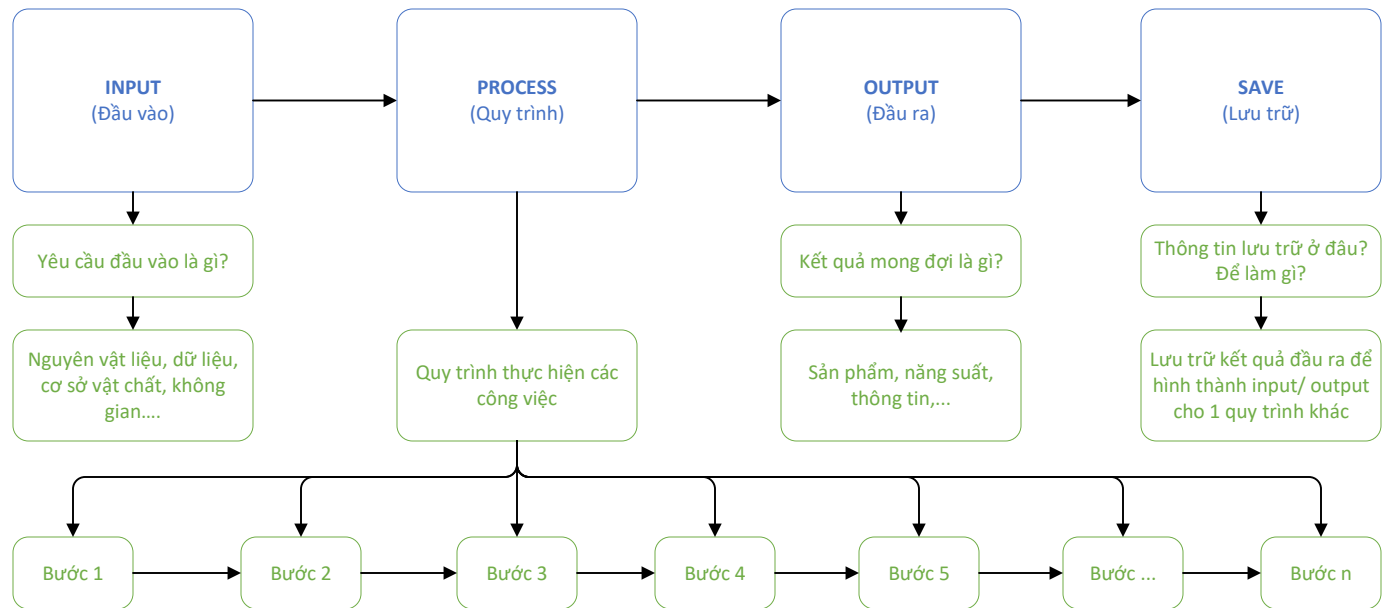 INPUT
(Đầu vào)
PROCESS
(Quy trình)
OUTPUT
(Đầu ra)
SAVE
(Lưu trữ)
Yêu cầu đầu vào là gì?
Kết quả mong đợi là gì?
Thông tin lưu trữ ở đâu?
Để làm gì?
Nguyên vật liệu, dữ liệu,
cơ sở vật chất, không
gian....
Quy trình thực hiện các
công việc
Sản phẩm, năng suất,
thông tin,...
Lưu trữ kết quả đầu ra để
hình thành input/ output
cho 1 quy trình khác
Bước 1
Bước 2
Bước 3
Bước 4
Bước 5
Bước ...
Bước n